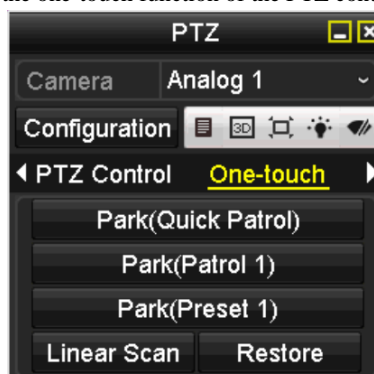 PTZ
Camera Analog 1
Configuration 3D
PTZ Control One-touch
Park(Quick Patrol)
Park(Patrol 1)
Park(Preset 1)
Linear Scan Restore